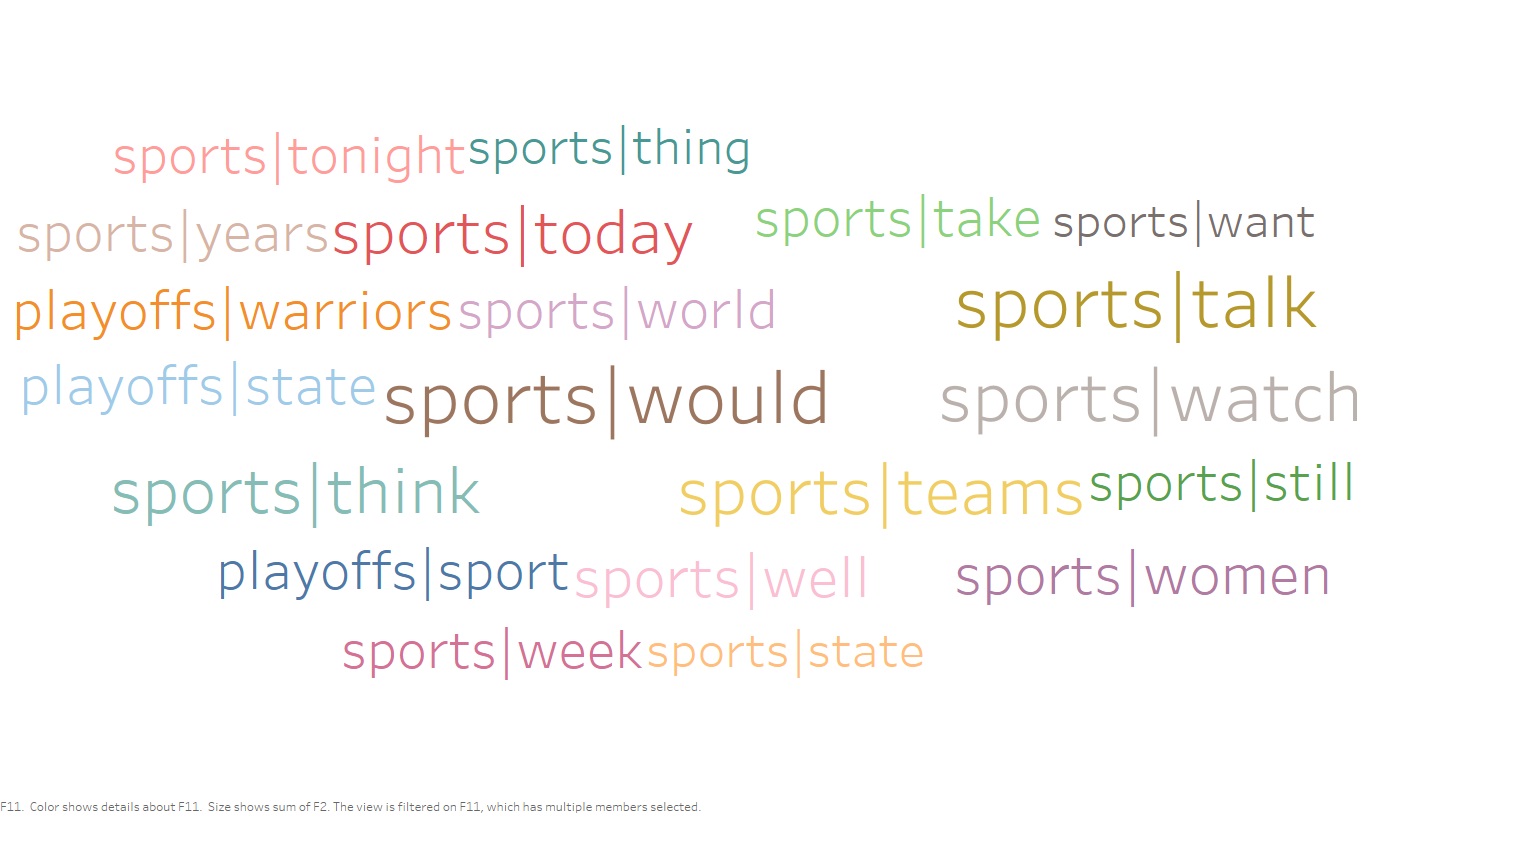 sports|tonight sports|thing
sports|years sports|today sports|take sports|want
playoffs|warriors sports|world sports|talk
playoffs|state sports|would sports|watch
sports|think sports|teams sports|still
playoffs|sport sports|well sports|women
sports|week sports|state
F11. Color shows details about F11. Size shows sum of F2. The view is filtered on F11, which has multiple members selected.